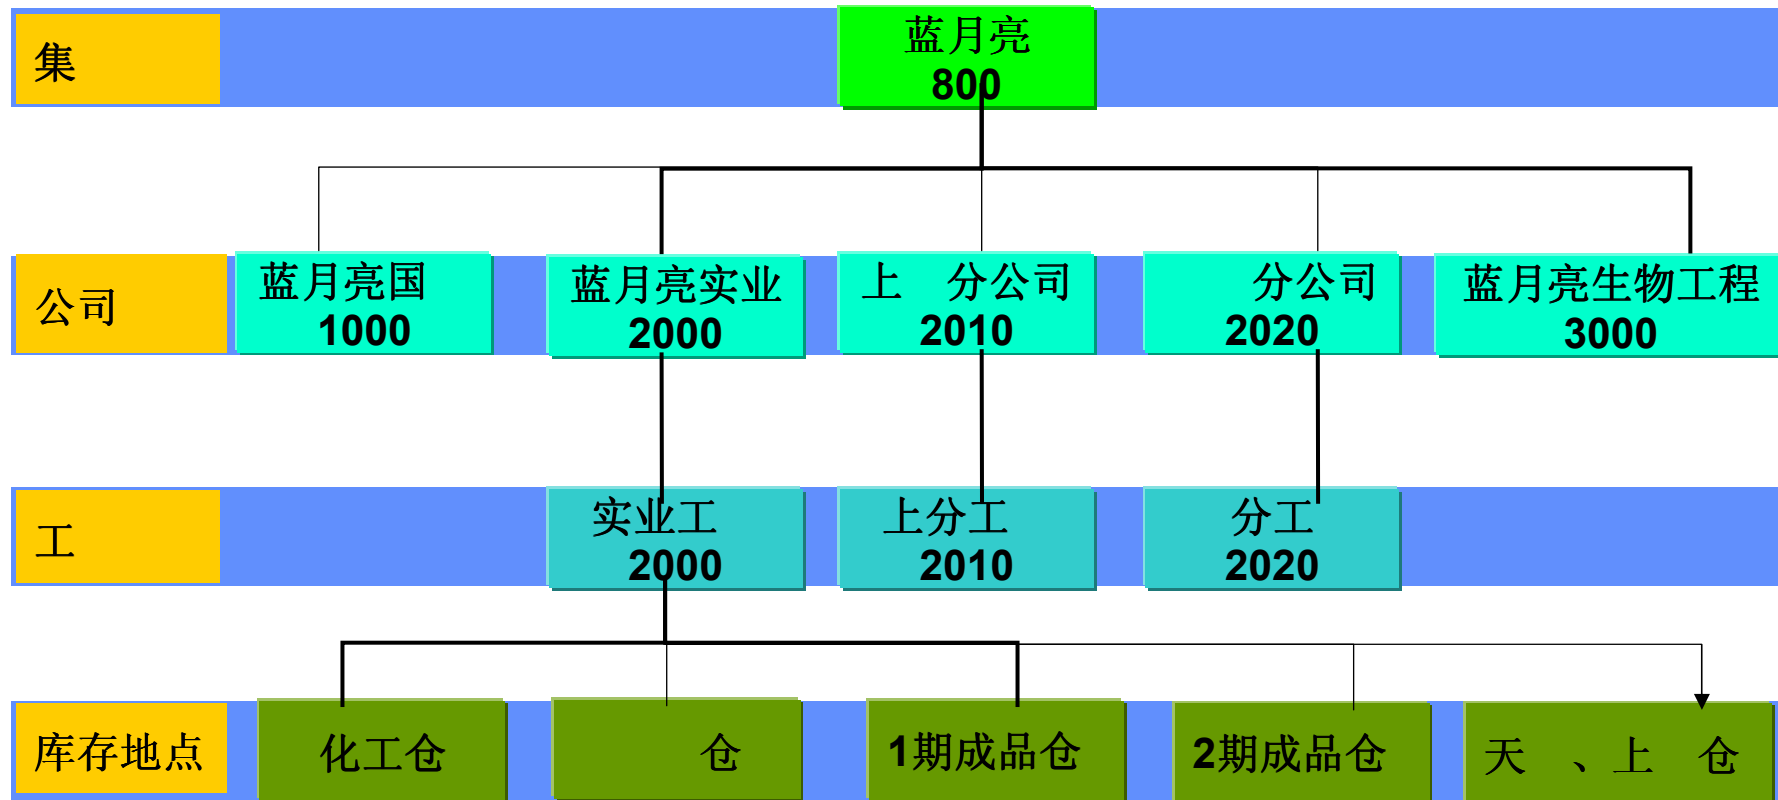 集
蓝月亮
800
公司
蓝月亮国
1000
蓝月亮实业
2000
上 分公司
2010
分公司
2020
蓝月亮生物工程
3000
工
实业工
2000
上分工
2010
分工
2020
库存地点
化工仓
仓
1期成品仓
2期成品仓
天 、上 仓